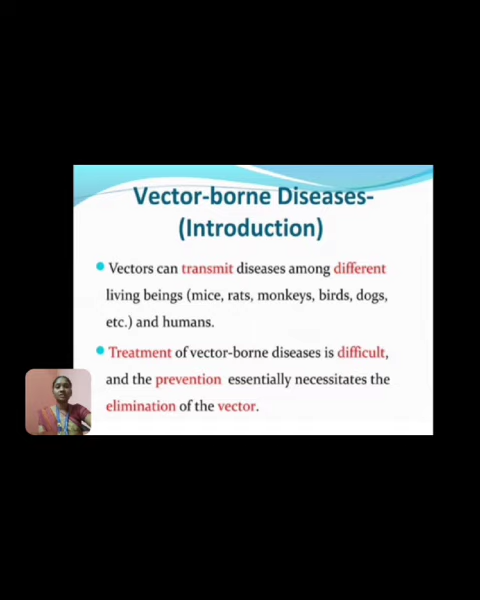 Vector-borne Diseases-
(Introduction)
Vectors can transmit diseases among different
living beings (mice, rats, monkeys, birds, dogs,
etc.) and humans.
Treatment of vector-borne diseases is difficult,
and the prevention essentially necessitates the
elimination of the vector.